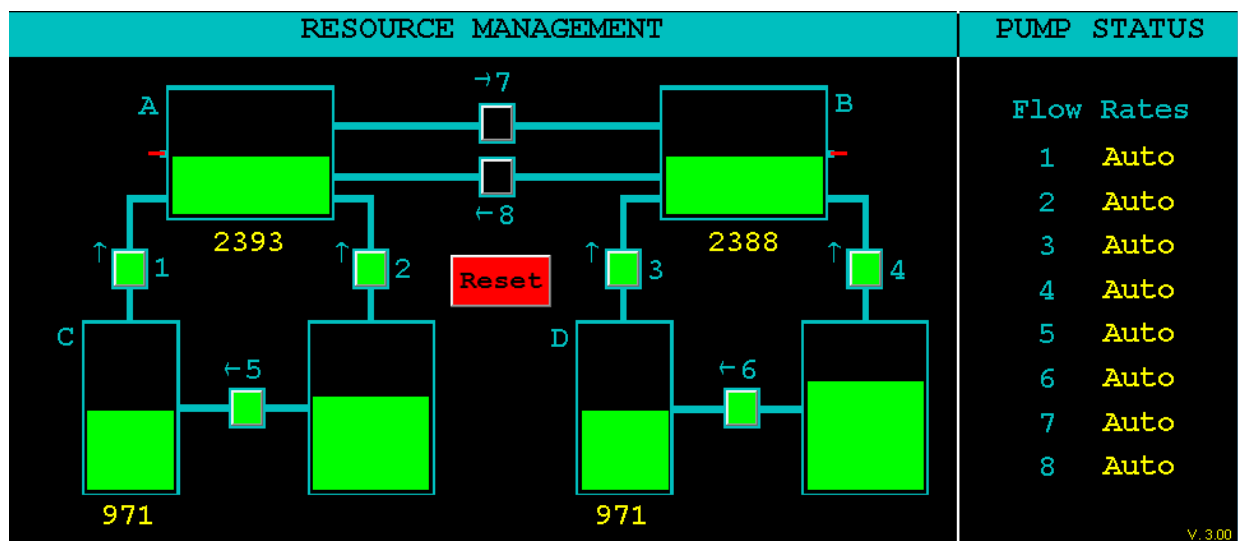 RESOURCE MANAGEMENT
PUMP STATUS
→7
A
B
Flow Rates
1 Auto
←8
2 Auto
2393
2388
3 Auto
↑ 1
↑ 2
Reset
↑ 3
↑ 4
4 Auto
C
D
5 Auto
←5
←6
6 Auto
7 Auto
8 Auto
971
971
V. 3.00